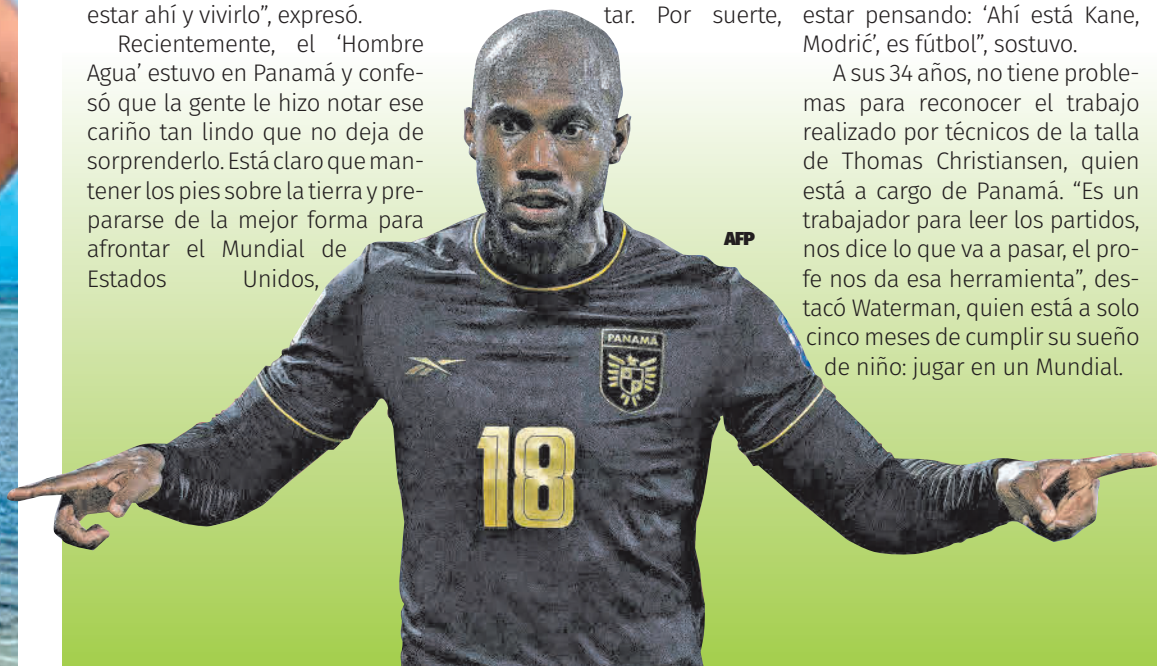 estar ahí y vivirlo”, expresó.
Recientemente, el ‘Hombre
Agua’ estuvo en Panamá y confe-
só que la gente le hizo notar ese
cariño tan lindo que no deja de
sorprenderlo. Está claro que man-
tener los pies sobre la tierra y pre-
pararse de la mejor forma para
afrontar el Mundial de
Estados Unidos,
tar. Por suerte,
estar pensando: ‘Ahí está Kane,
Modrić’, es fútbol”, sostuvo.
A sus 34 años, no tiene proble-
mas para reconocer el trabajo
realizado por técnicos de la talla
de Thomas Christiansen, quien
está a cargo de Panamá. “Es un
trabajador para leer los partidos,
nos dice lo que va a pasar, el pro-
fe nos da esa herramienta”, des-
tacó Waterman, quien está a solo
cinco meses de cumplir su sueño
de niño: jugar en un Mundial.
AFP
PANAMÁ
18